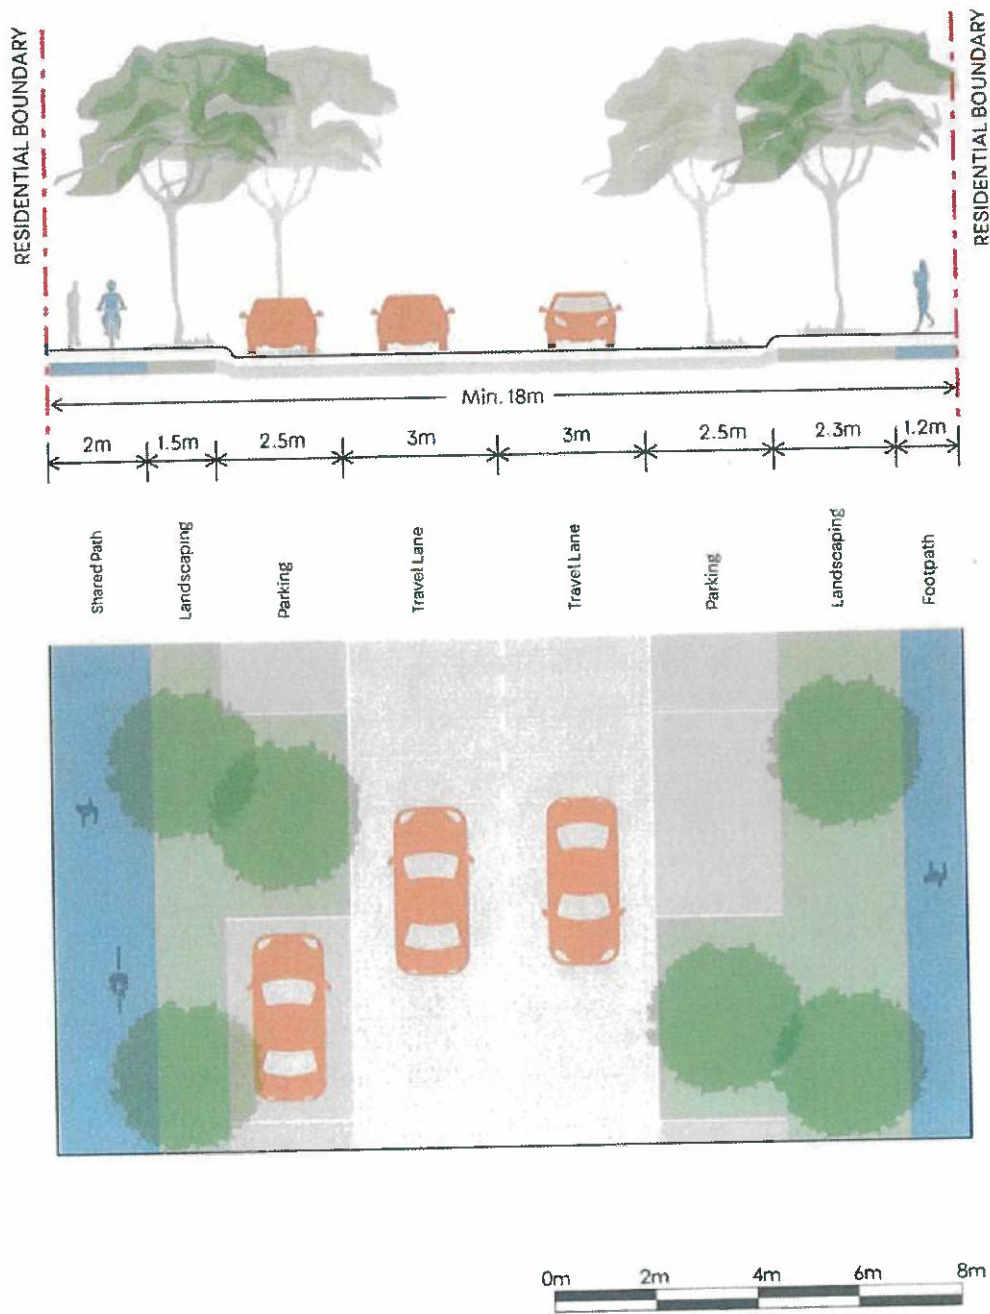 RESIDENTIAL BOUNDARY
RESIDENTIAL BOUNDARY
Min. 18m
2m
1.5m
2.5m
3m
3m
2.5m
2.3m
1.2m
Shared Path
Landscaping
Parking
Travel Lane
Travel Lane
Parking
Landscaping
Footpath
0m
2m
4m
6m
8m